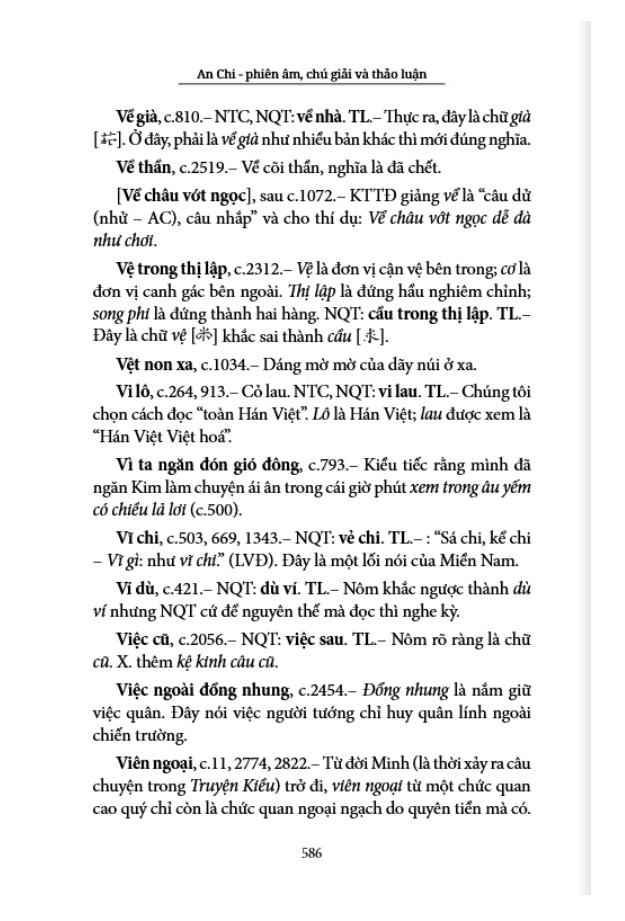 An Chi - phiên âm, chú giải và thảo luận
Về già, c.810.– NTC, NQT: về nhà. TL.– Thực ra, đây là chữ già
[]. Ở đây, phải là về già như nhiều bản khác thì mới đúng nghĩa.
Về thần, c.2519.– Về cõi thần, nghĩa là đã chết.
[Vể châu vớt ngọc], sau c.1072.– KTTĐ giảng vể là “câu dử
(nhử – AC), câu nhắp” và cho thí dụ: Vể châu vớt ngọc dễ đà
như chơi.
Vệ trong thị lập, c.2312.– Vệ là đơn vị cận vệ bên trong; cơ là
đơn vị canh gác bên ngoài. Thị lập là đứng hầu nghiêm chỉnh;
song phi là đứng thành hai hàng. NQT: cầu trong thị lập. TL.–
Đây là chữ vệ [] khắc sai thành cầu [].
Vệt non xa, c.1034.– Dáng mờ mờ của dãy núi ở xa.
Vi lô, c.264, 913.– Cỏ lau. NTC, NQT: vi lau. TL.– Chúng tôi
chọn cách đọc “toàn Hán Việt”. Lô là Hán Việt; lau được xem là
“Hán Việt Việt hoá”.
Vì ta ngăn đón gió đông, c.793.– Kiều tiếc rằng mình đã
ngăn Kim làm chuyện ái ân trong cái giờ phút xem trong âu yếm
có chiều lả lơi (c.500).
Vĩ chi, c.503, 669, 1343.– NQT: vẻ chi. TL.– : “Sá chi, kể chi
– Vĩ gì: như vĩ chi.” (LVĐ). Đây là một lối nói của Miền Nam.
Ví dù, c.421.– NQT: dù ví. TL.– Nôm khắc ngược thành dù
ví nhưng NQT cứ để nguyên thế mà đọc thì nghe kỳ.
Việc cũ, c.2056.– NQT: việc sau. TL.– Nôm rõ ràng là chữ
cũ. X. thêm kệ kinh câu cũ.
Việc ngoài đổng nhung, c.2454.– Đổng nhung là nắm giữ
việc quân. Đây nói việc người tướng chỉ huy quân lính ngoài
chiến trường.
Viên ngoại, c.11, 2774, 2822.– Từ đời Minh (là thời xảy ra câu
chuyện trong Truyện Kiều) trở đi, viên ngoại từ một chức quan
cao quý chỉ còn là chức quan ngoại ngạch do quyên tiền mà có.
586